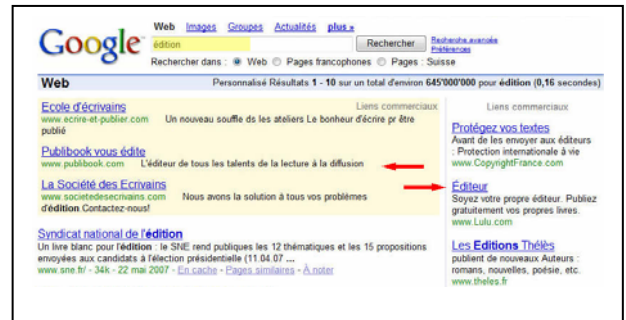 Google
Web Images Groupes Actualités plus »
édition
Rechercher
Recherche avancée
Préférences
Rechercher dans : Web Pages francophones Pages : Suisse
Web
Personnalisé Résultats 1 - 10 sur un total d'environ 645'000'000 pour édition (0,16 secondes)
Ecole d'écrivains
Liens commerciaux
www.ecrire-et-publier.com Un nouveau souffle ds les ateliers Le bonheur d'écrire pr être
publié
Publibook vous édite
www.publibook.com L'éditeur de tous les talents de la lecture à la diffusion
La Société des Ecrivains
www.societedesecrivains.com Nous avons la solution à tous vos problèmes
d'édition Contactez-nous!
Syndicat national de l'édition
Un livre blanc pour l'édition : le SNE rend publiques les 12 thématiques et les 15 propositions
envoyées aux candidats à l'élection présidentielle (11.04.07 ...
www.sne.fr/ - 34k - 22 mai 2007 - En cache - Pages similaires - À noter
Liens commerciaux
Protégez vos textes
Avant de les envoyer aux éditeurs
: Protection internationale à vie
www.CopyrightFrance.com
Éditeur
Soyez votre propre éditeur. Publiez
gratuitement vos propres livres.
www.Lulu.com
Les Editions Thélès
publient de nouveaux Auteurs :
romans, nouvelles, poésie, etc.
www.theles.fr